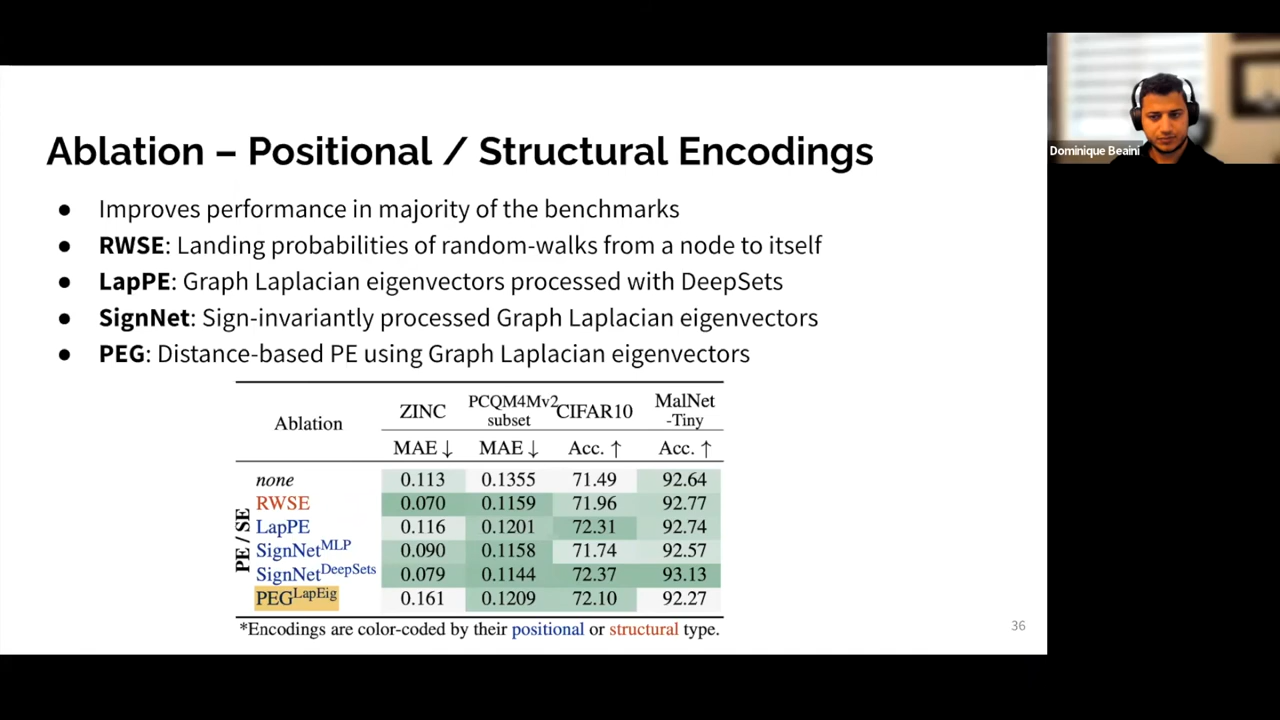 Ablation – Positional / Structural Encodings
● Improves performance in majority of the benchmarks
● RWSE: Landing probabilities of random-walks from a node to itself
● LapPE: Graph Laplacian eigenvectors processed with DeepSets
● SignNet: Sign-invariantly processed Graph Laplacian eigenvectors
● PEG: Distance-based PE using Graph Laplacian eigenvectors
Ablation ZINC PCQM4Mv2 subset CIFAR10 MalNet -Tiny
MAE ↓ MAE ↓ Acc. ↑ Acc. ↑
PE / SE
none 0.113 0.1355 71.49 92.64
RWSE 0.070 0.1159 71.96 92.77
LapPE 0.116 0.1201 72.31 92.74
SignNet^MLP 0.090 0.1158 71.74 92.57
SignNet^DeepSets 0.079 0.1144 72.37 93.13
PEG^LapEig 0.161 0.1209 72.10 92.27
*Encodings are color-coded by their positional or structural type.
36
Dominique Beaini